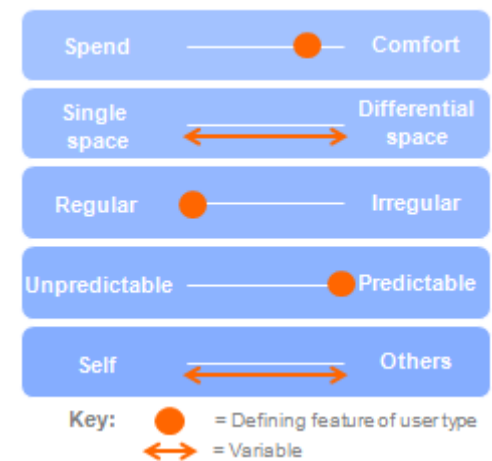 Spend Comfort
Single space Differential space
Regular Irregular
Unpredictable Predictable
Self Others
Key: = Defining feature of user type
= Variable